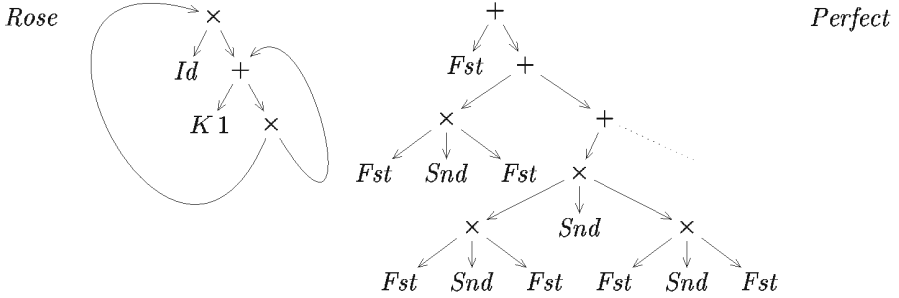 Rose × + Perfect
Id + Fst +
K 1 × × +
Fst Snd Fst ×
× Snd ×
Fst Snd Fst Fst Snd Fst